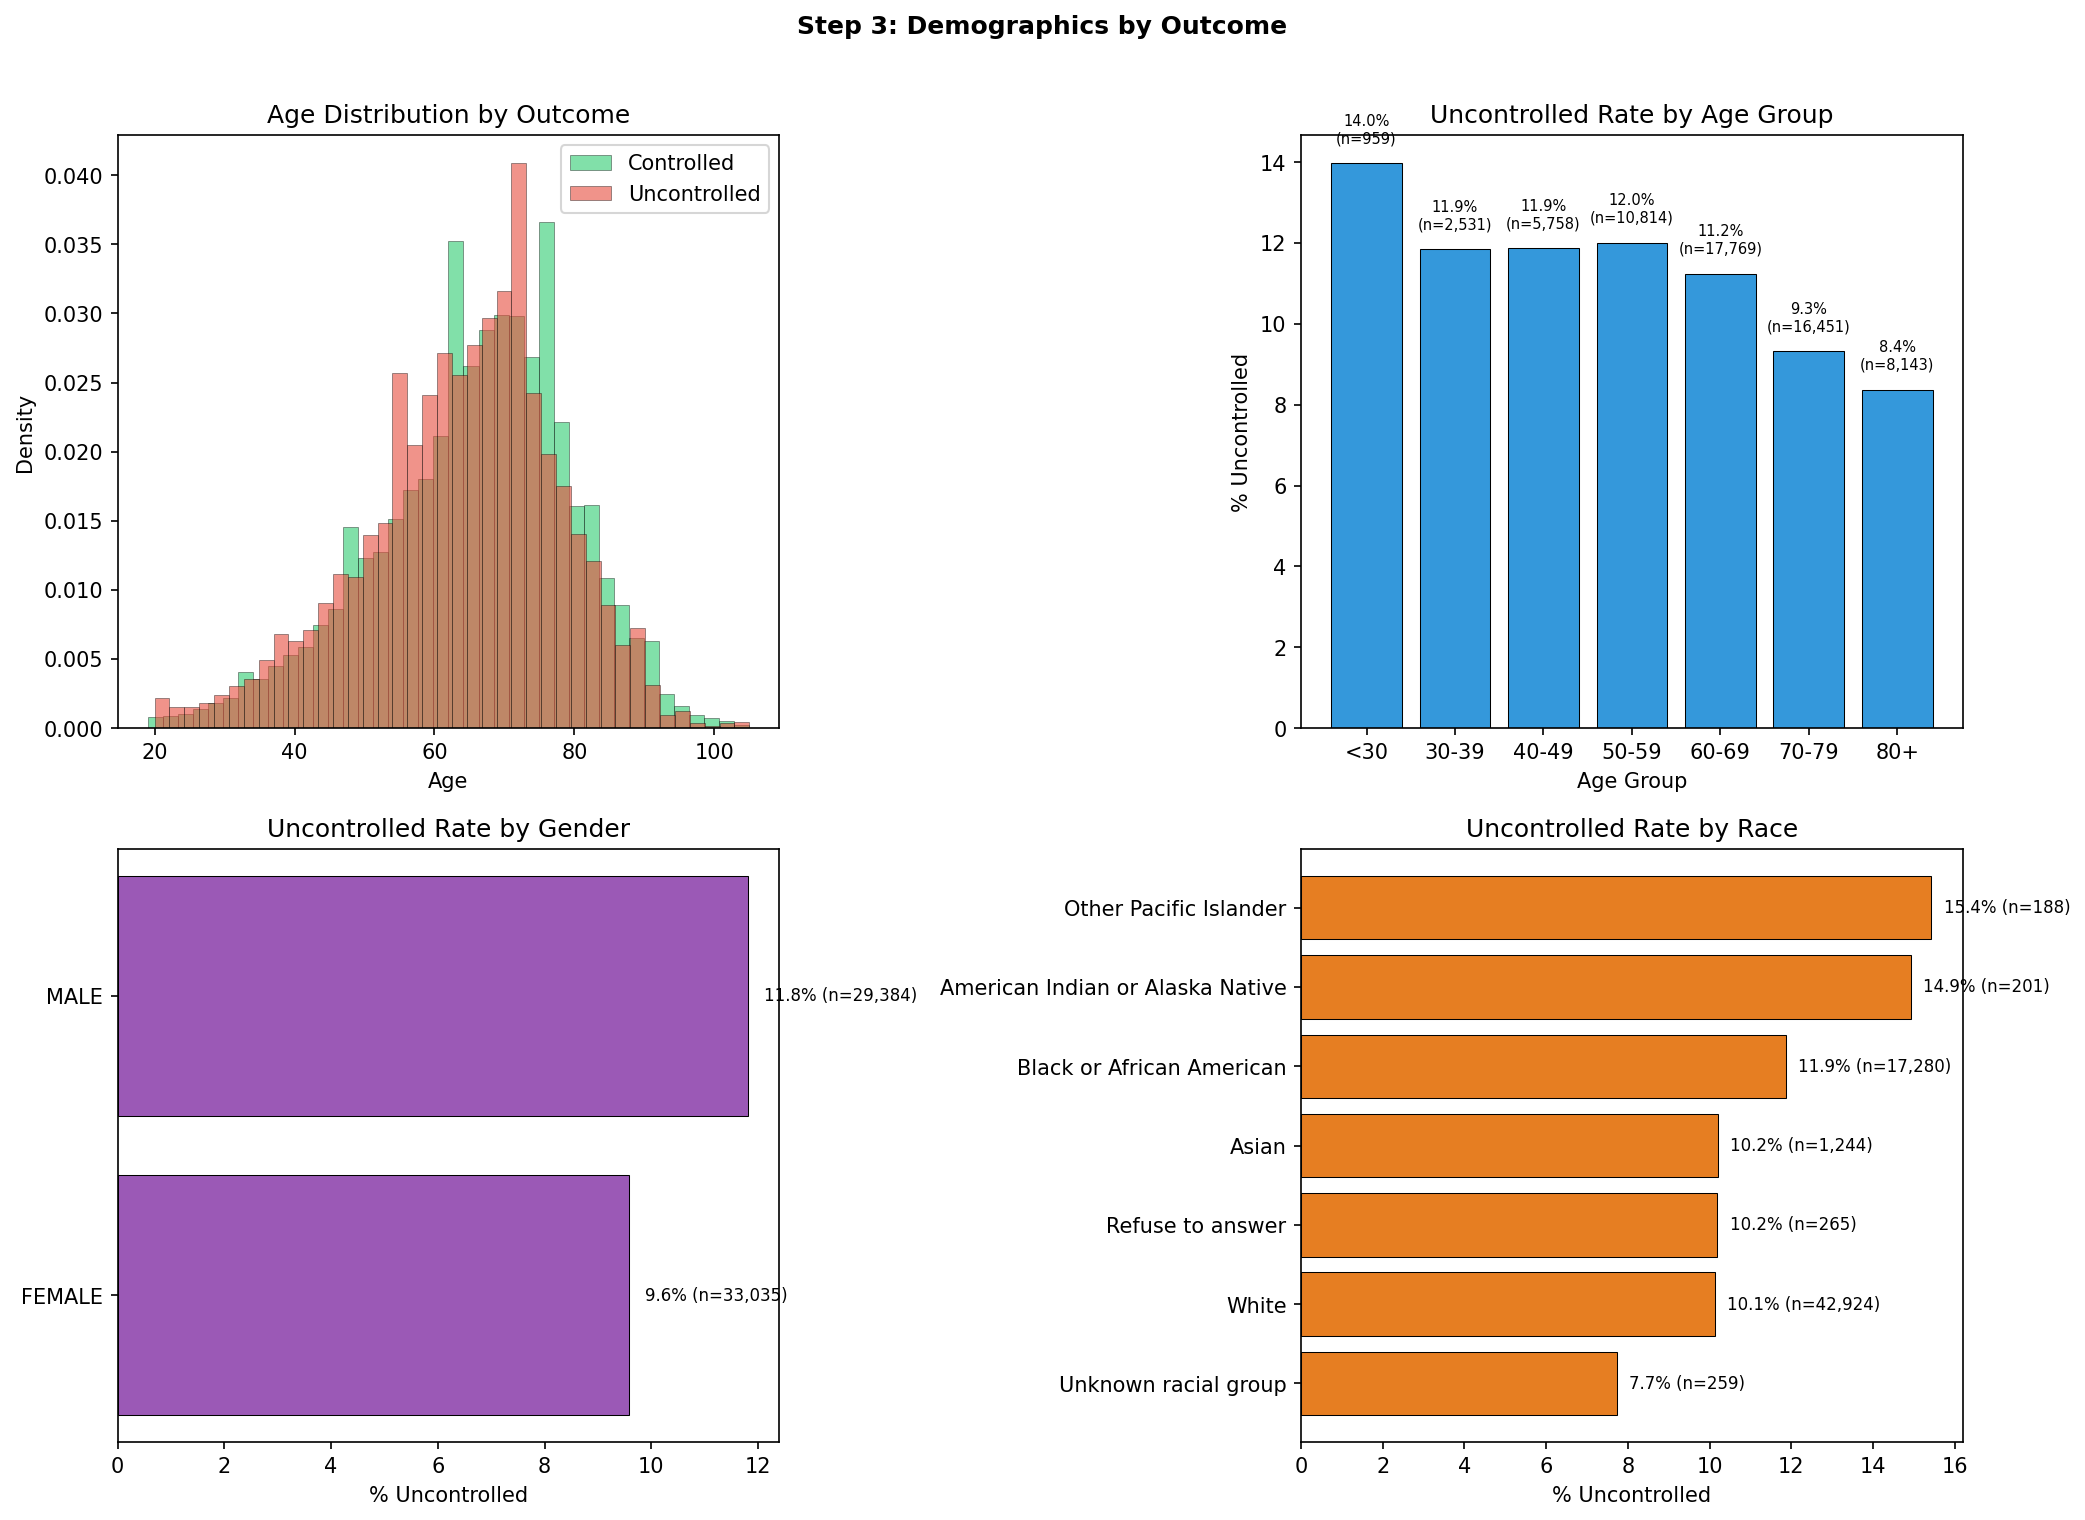 Step 3: Demographics by Outcome
Age Distribution by Outcome
Controlled
Uncontrolled
0.040
0.035
0.030
0.025
0.020
0.015
0.010
0.005
0.000
Density
20 40 60 80 100
Age
Uncontrolled Rate by Age Group
14.0%
(n=959)
11.9%
(n=2,531)
11.9%
(n=5,758)
12.0%
(n=10,814)
11.2%
(n=17,769)
9.3%
(n=16,451)
8.4%
(n=8,143)
14
12
10
8
6
4
2
0
% Uncontrolled
<30 30-39 40-49 50-59 60-69 70-79 80+
Age Group
Uncontrolled Rate by Gender
MALE
11.8% (n=29,384)
FEMALE
9.6% (n=33,035)
0 2 4 6 8 10 12
% Uncontrolled
Uncontrolled Rate by Race
Other Pacific Islander
15.4% (n=188)
American Indian or Alaska Native
14.9% (n=201)
Black or African American
11.9% (n=17,280)
Asian
10.2% (n=1,244)
Refuse to answer
10.2% (n=265)
White
10.1% (n=42,924)
Unknown racial group
7.7% (n=259)
0 2 4 6 8 10 12 14 16
% Uncontrolled